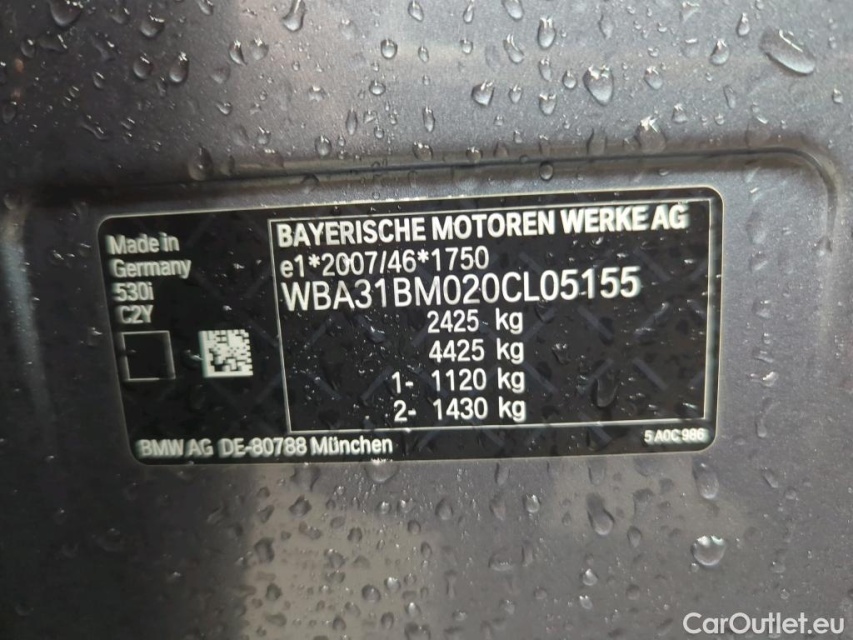 Made in
Germany
530i
C2Y
BAYERISCHE MOTOREN WERKE AG
e1*2007/46*1750
WBA31BM020CL05155
2425 kg
4425 kg
1- 1120 kg
2- 1430 kg
BMW AG DE-80788 München
5 A0C 986
CarOutlet.eu